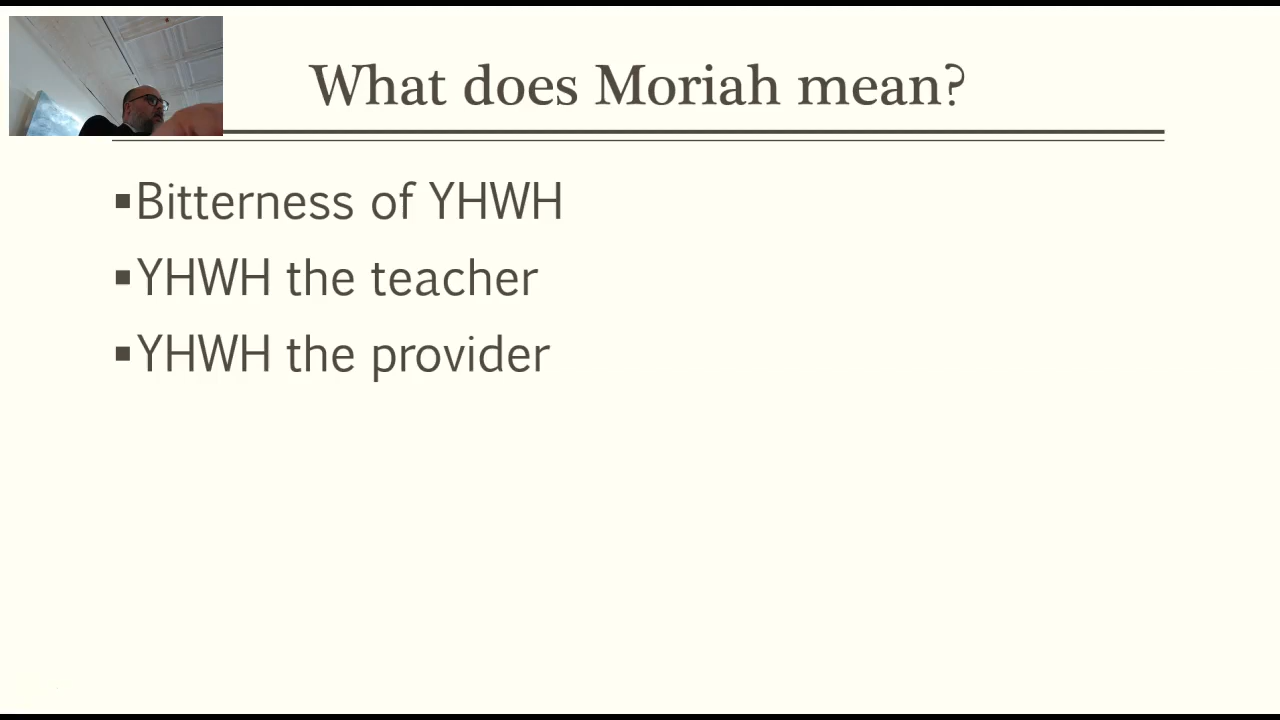 What does Moriah mean?
▪Bitterness of YHWH
▪YHWH the teacher
▪YHWH the provider